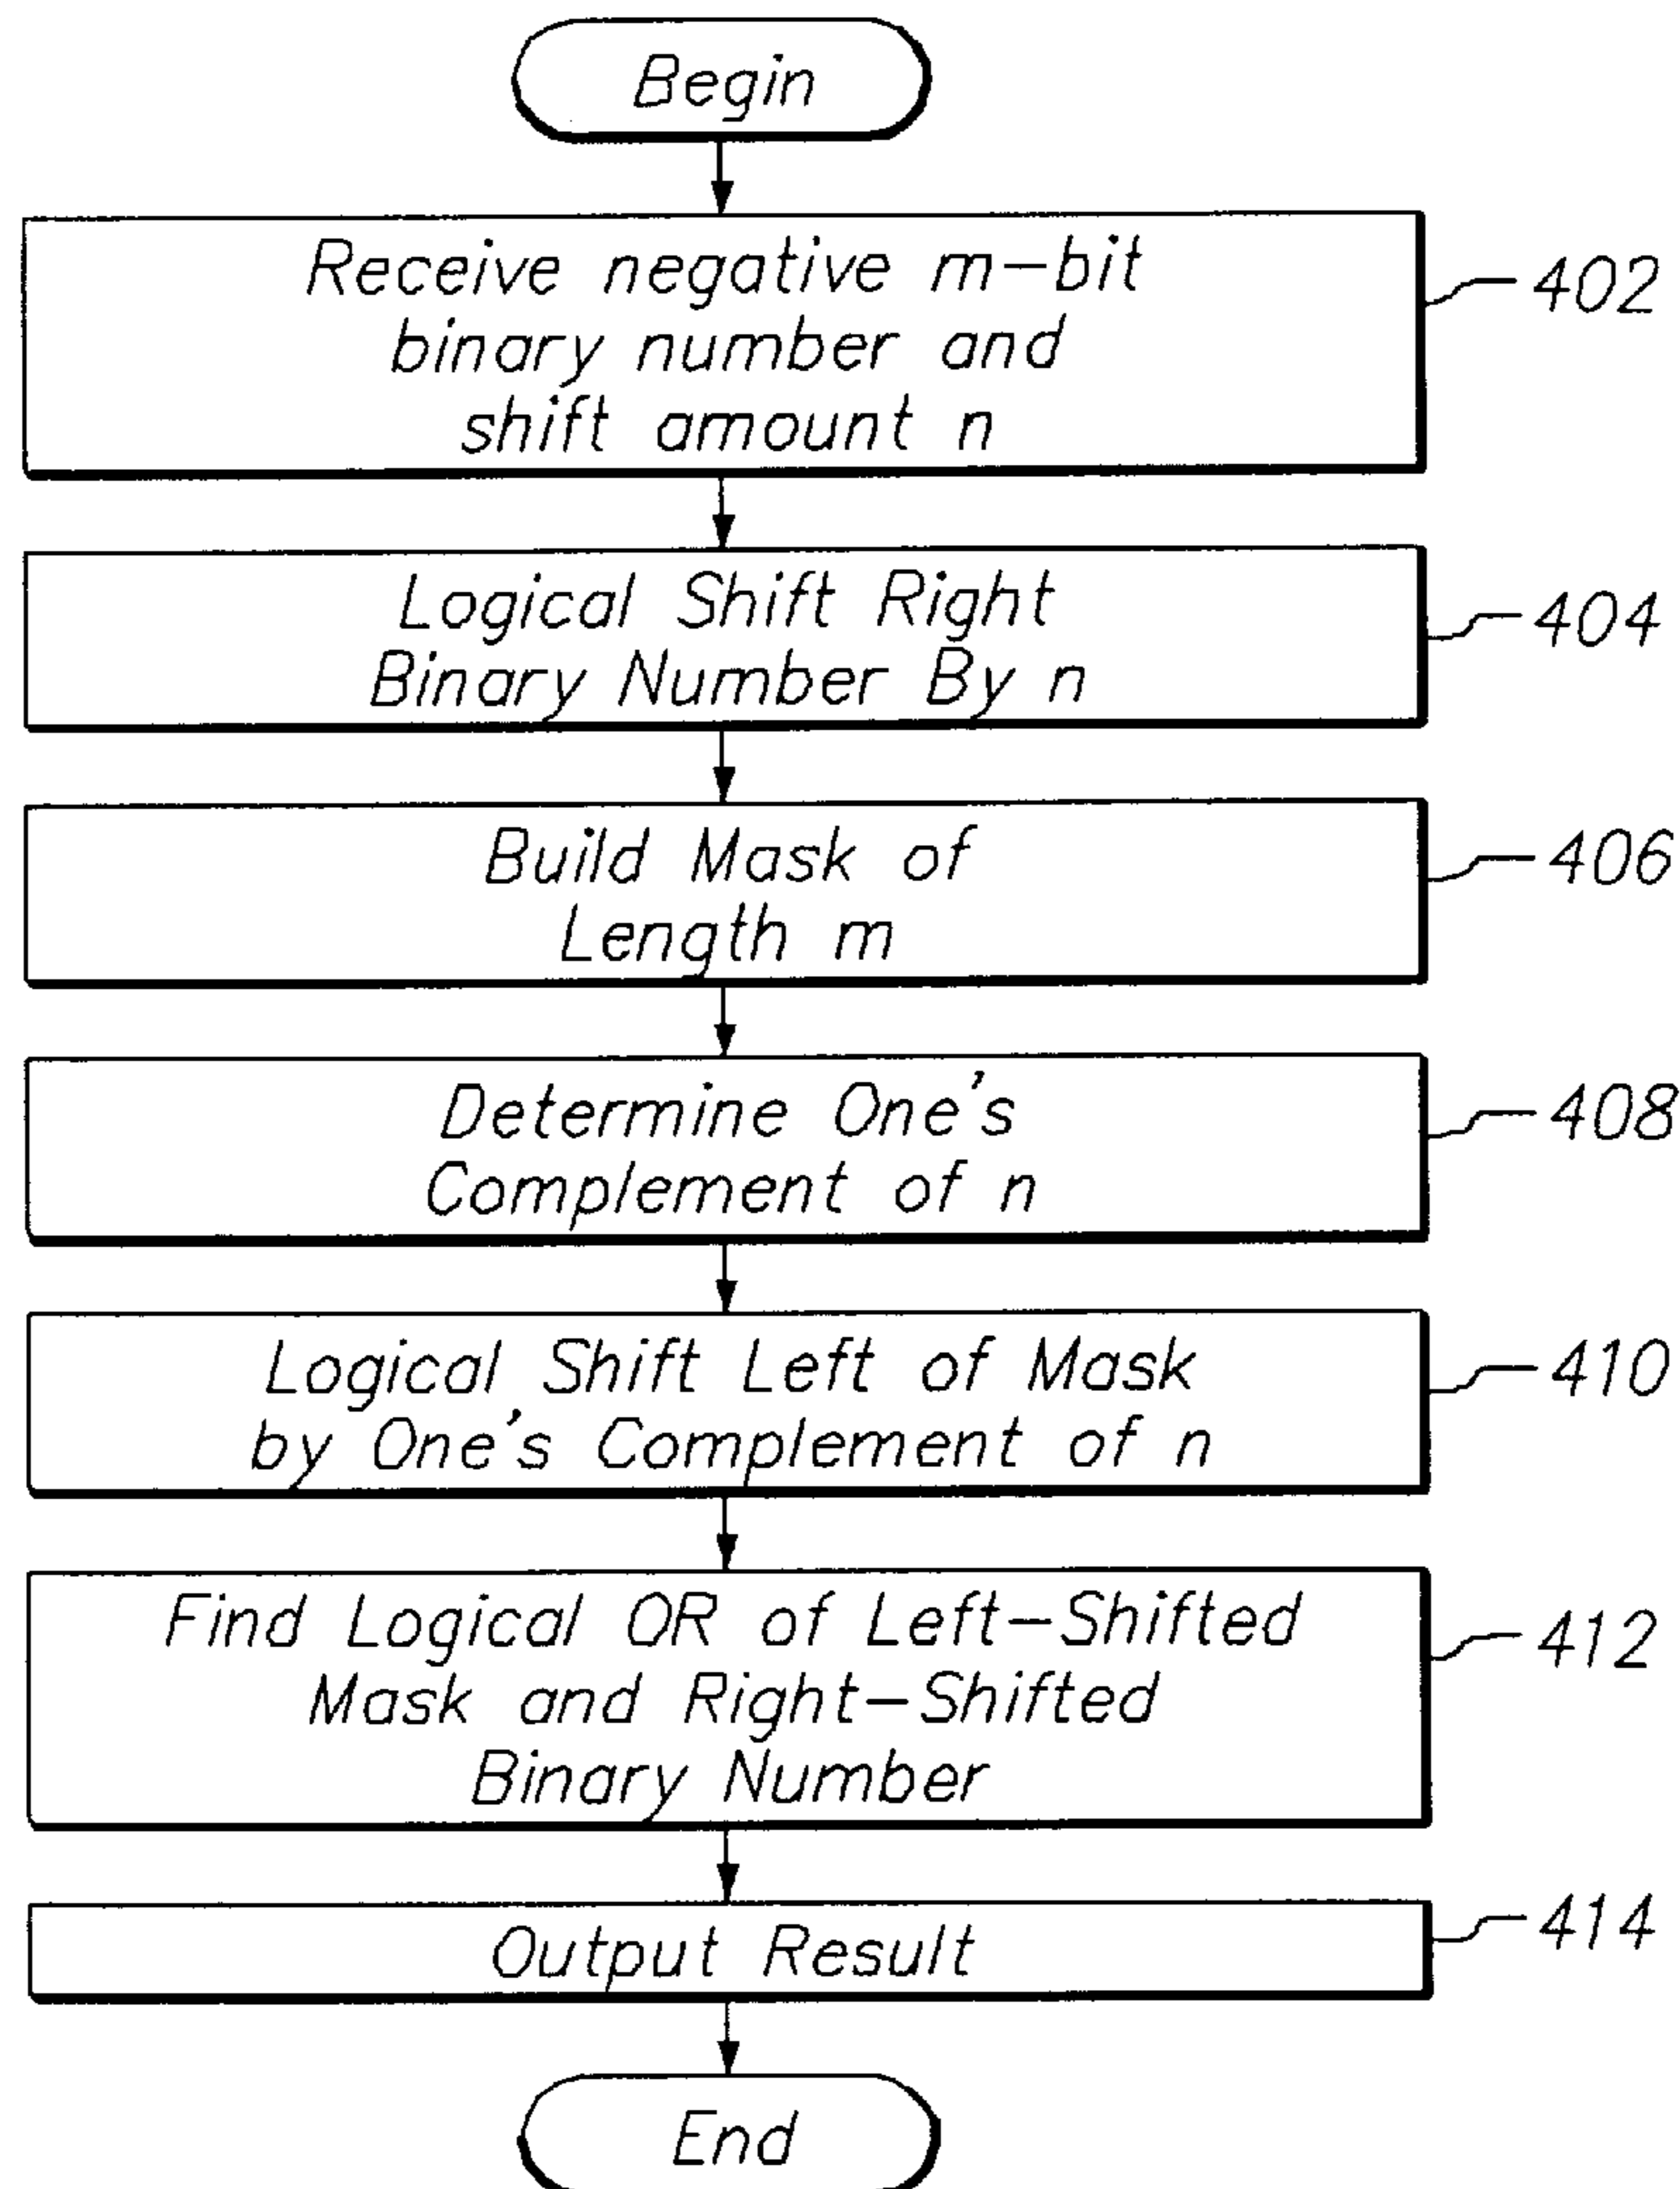 Begin
Receive negative m-bit
binary number and
shift amount n
402
Logical Shift Right
Binary Number By n
404
Build Mask of
Length m
406
Determine One's
Complement of n
408
Logical Shift Left of Mask
by One's Complement of n
410
Find Logical OR of Left-Shifted
Mask and Right-Shifted
Binary Number
412
Output Result
414
End